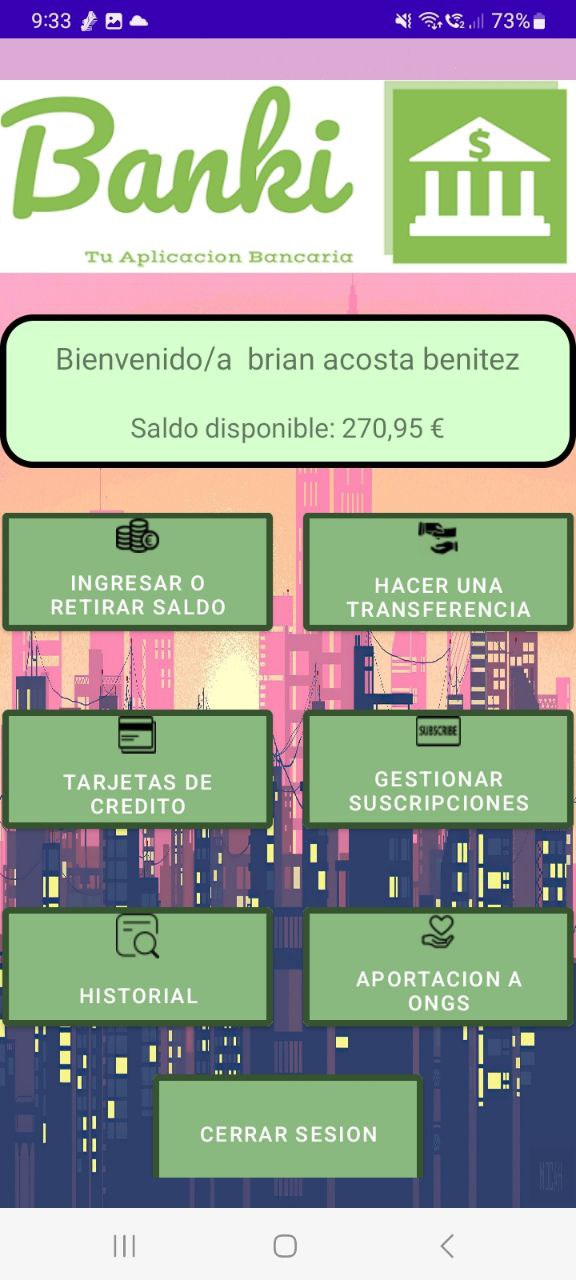 9:33
73%
Banki
$
Tu Aplicacion Bancaria
Bienvenido/a brian acosta benitez
Saldo disponible: 270,95 €
€
INGRESAR O
RETIRAR SALDO
HACER UNA
TRANSFERENCIA
TARJETAS DE
CREDITO
SUBSCRIBE
GESTIONAR
SUSCRIPCIONES
HISTORIAL
APORTACION A
ONGS
CERRAR SESION